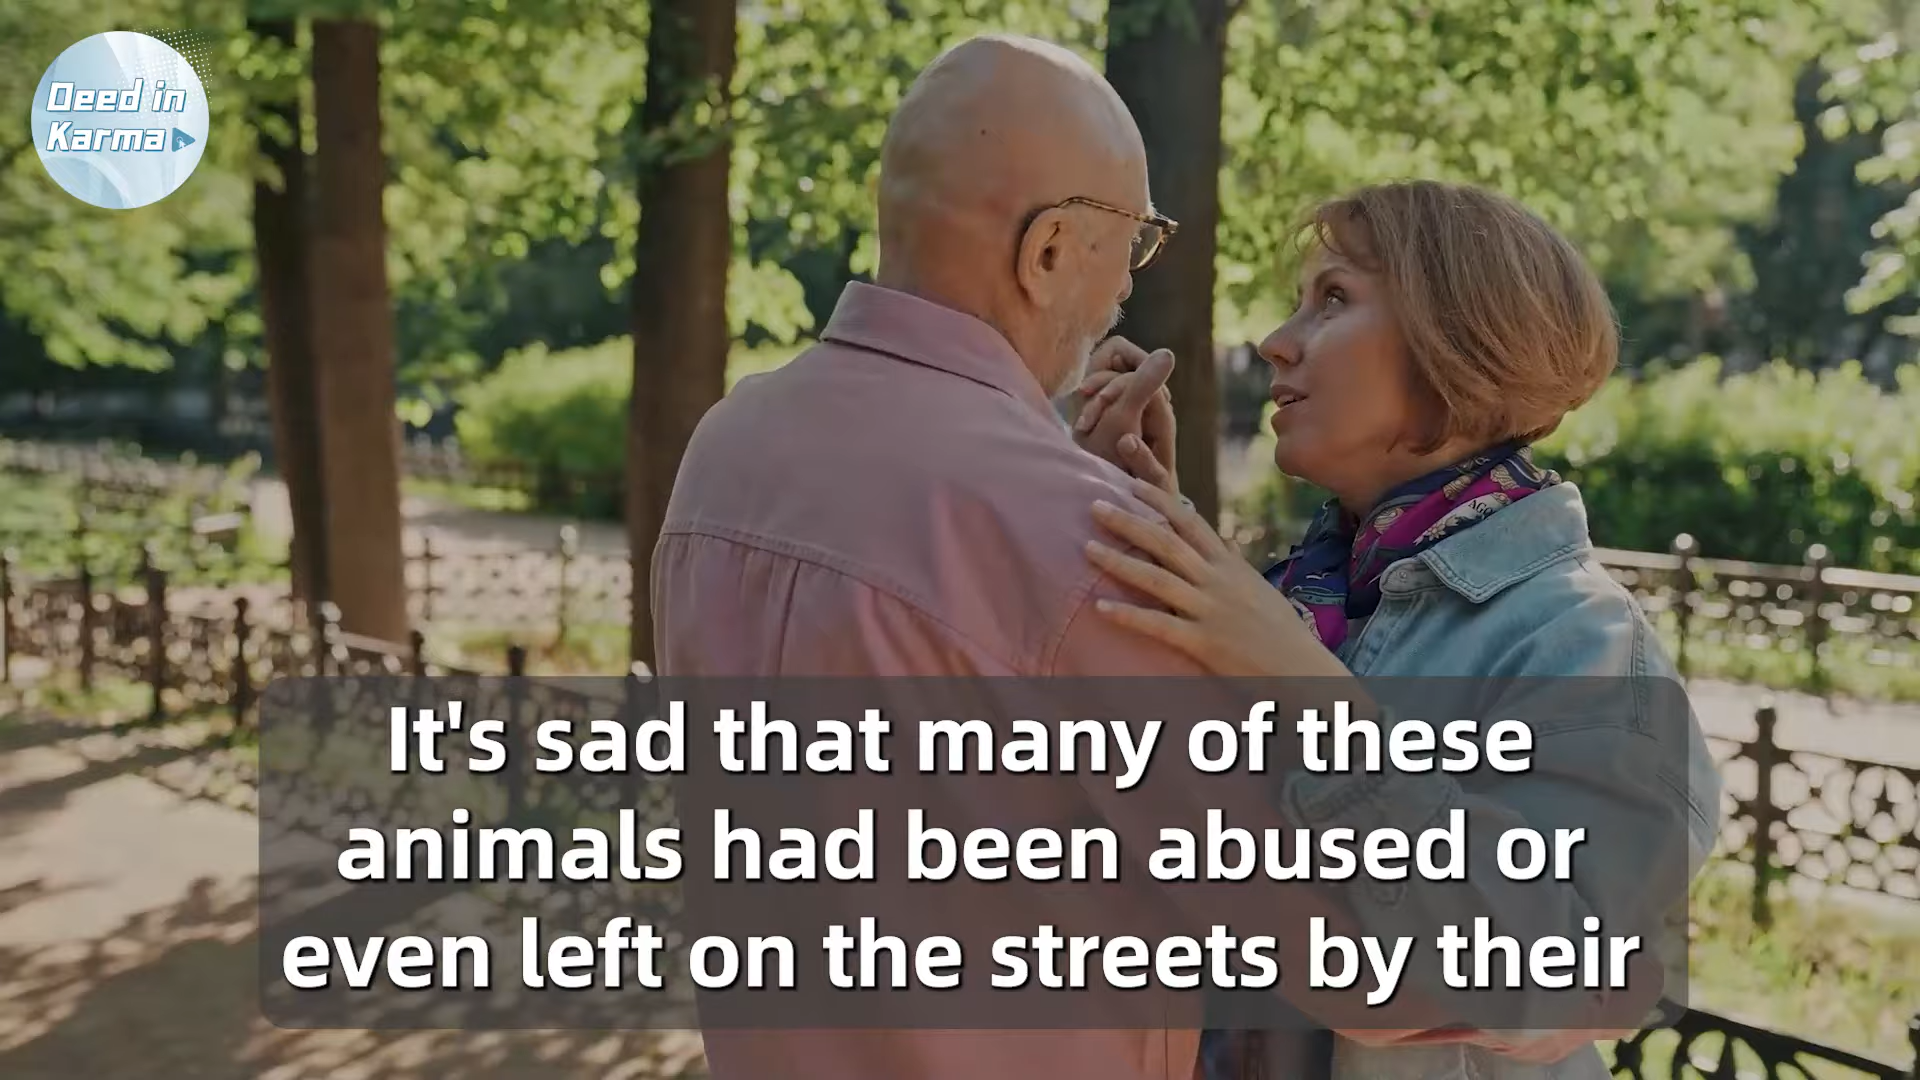 Deed in
Karma
It's sad that many of these
animals had been abused or
even left on the streets by their